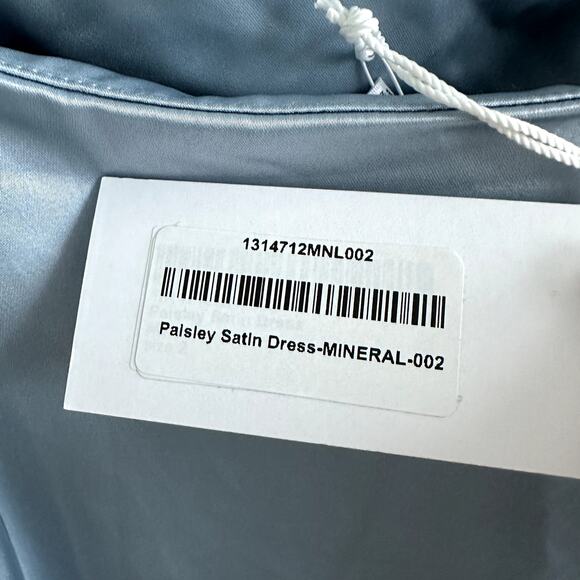 1314712MNL002
Paisley Satin Dress-MINERAL-002